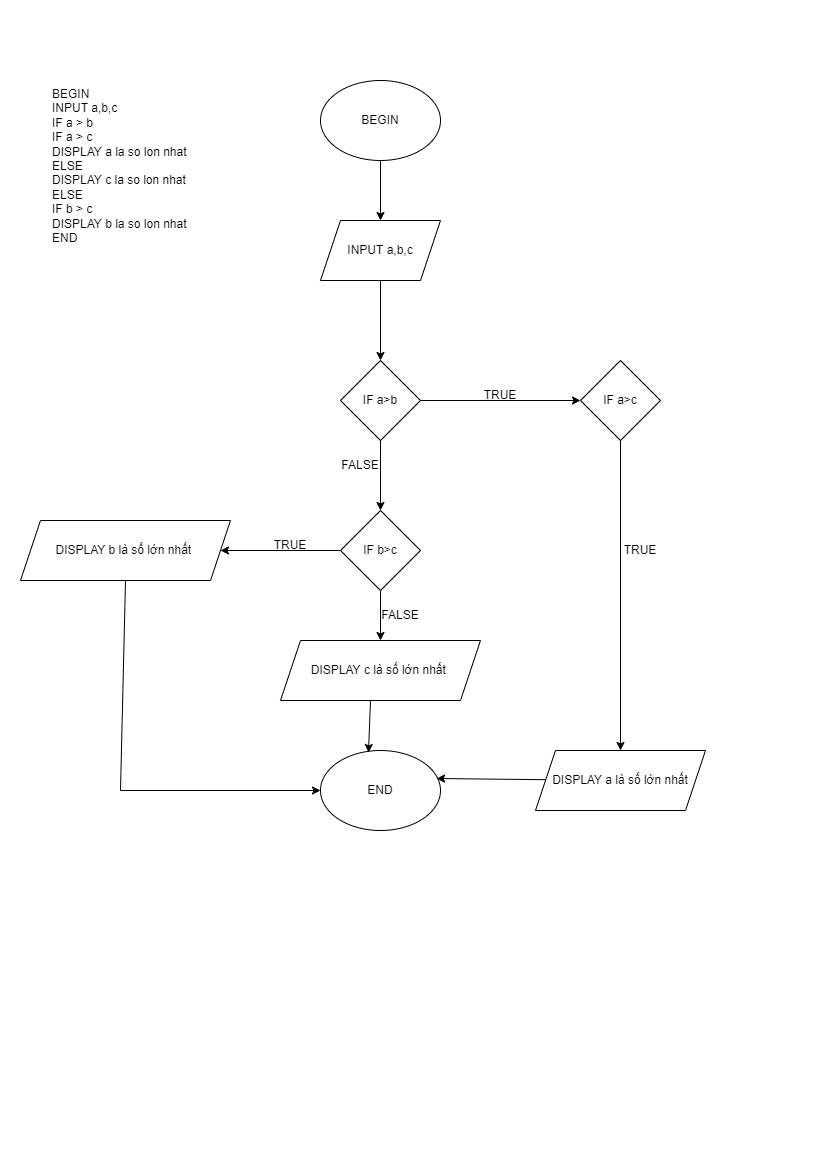 BEGIN
INPUT a,b,c
IF a > b
IF a > c
DISPLAY a la so lon nhat
ELSE
DISPLAY c la so lon nhat
ELSE
IF b > c
DISPLAY b la so lon nhat
END
BEGIN
INPUT a,b,c
IF a>b
TRUE
IF a>c
FALSE
DISPLAY b là số lớn nhất
TRUE
IF b>c
TRUE
FALSE
DISPLAY c là số lớn nhất
END
DISPLAY a là số lớn nhất